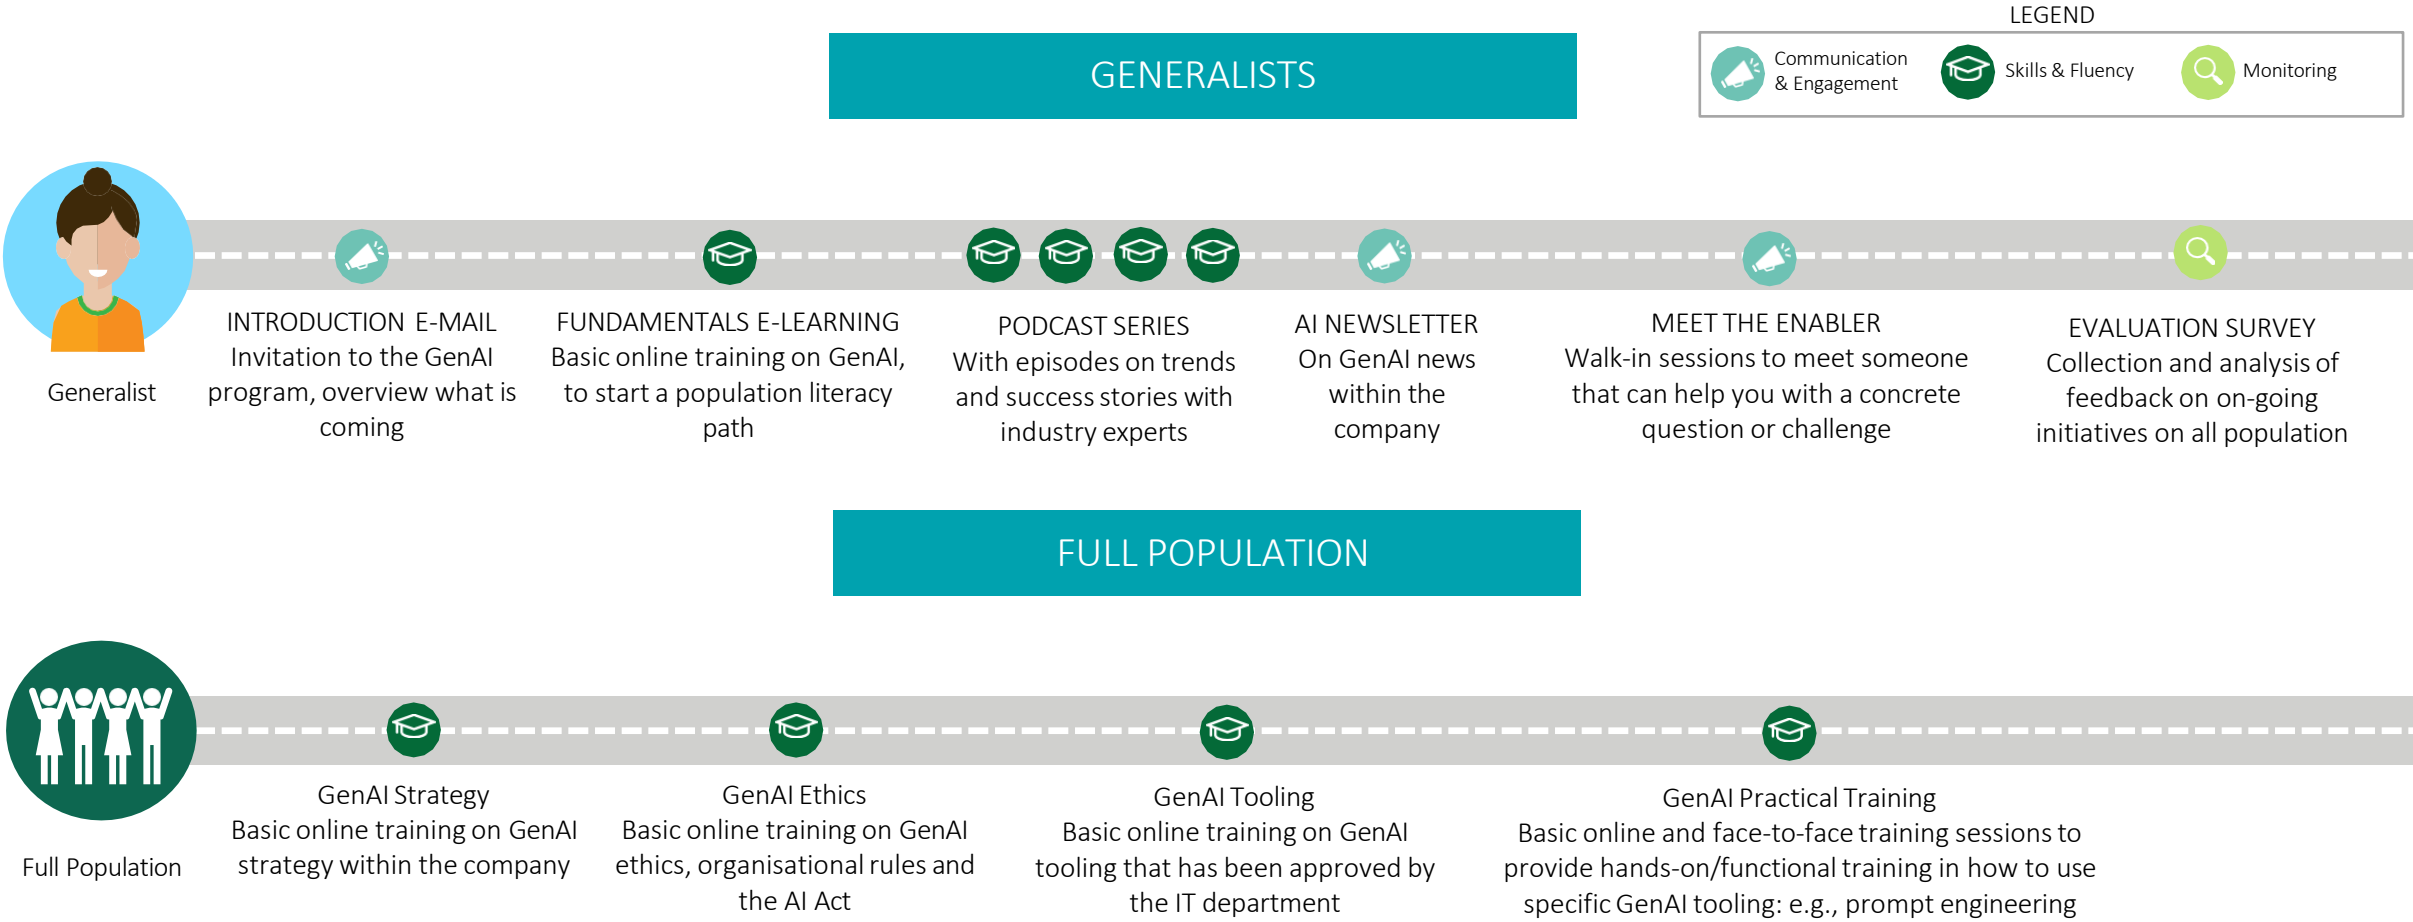 LEGEND
GENERALISTS
Communication
& Engagement
Skills & Fluency
Monitoring
Generalist
INTRODUCTION E-MAIL
Invitation to the GenAI
program, overview what is
coming
FUNDAMENTALS E-LEARNING
Basic online training on GenAI,
to start a population literacy
path
PODCAST SERIES
With episodes on trends
and success stories with
industry experts
AI NEWSLETTER
On GenAI news
within the
company
MEET THE ENABLER
Walk-in sessions to meet someone
that can help you with a concrete
question or challenge
EVALUATION SURVEY
Collection and analysis of
feedback on on-going
initiatives on all population
FULL POPULATION
Full Population
GenAI Strategy
Basic online training on GenAI
strategy within the company
GenAI Ethics
Basic online training on GenAI
ethics, organisational rules and
the AI Act
GenAI Tooling
Basic online training on GenAI
tooling that has been approved by
the IT department
GenAI Practical Training
Basic online and face-to-face training sessions to
provide hands-on/functional training in how to use
specific GenAI tooling: e.g., prompt engineering